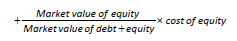 + Market value of equity / Market value of debt + equity × cost of equity